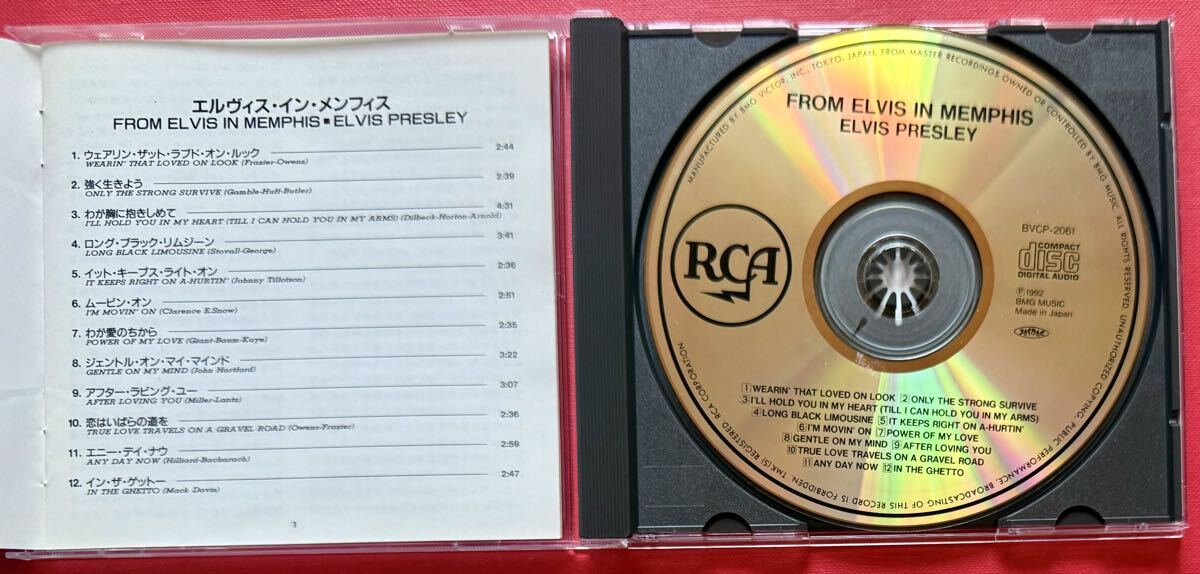 エルヴィス・イン・メンフィス
FROM ELVIS IN MEMPHIS■ELVIS PRESLEY
1. ウェアリン・ザット・ラブド・オン・ルック 2:44
WEARIN' THAT LOVED ON LOOK (Frazier-Owens)
2. 強く生きよう 2:39
ONLY THE STRONG SURVIVE (Gamble-Huff-Butler)
3. わが胸に抱きしめて 4:31
I'LL HOLD YOU IN MY HEART (TILL I CAN HOLD YOU IN MY ARMS) (Dilbeck-Horton-Arnold)
4. ロング・ブラック・リムジーン 3:41
LONG BLACK LIMOUSINE (Stovall-George)
5. イット・キープス・ライト・オン 2:36
IT KEEPS RIGHT ON A-HURTIN' (Johnny Tillotson)
6. ムービン・オン 2:51
I'M MOVIN' ON (Clarence E.Snow)
7. わが愛のちから 2:35
POWER OF MY LOVE (Giant-Baum-Kaye)
8. ジェントル・オン・マイ・マインド 3:22
GENTLE ON MY MIND (John Hartford)
9. アフター・ラビング・ユー 3:07
AFTER LOVING YOU (Miller-Lantz)
10. 恋はいばらの道を 2:36
TRUE LOVE TRAVELS ON A GRAVEL ROAD (Owens-Frazier)
11. エニー・デイ・ナウ 2:59
ANY DAY NOW (Hilliard-Bacharach)
12. イン・ザ・ゲットー 2:47
IN THE GHETTO (Mack Davis)
3
MANUFACTURED BY BMG VICTOR, INC., TOKYO, JAPAN, FROM MASTER RECORDINGS OWNED OR CONTROLLED BY BMG MUSIC. ALL RIGHTS RESERVED. UNAUTHORIZED COPYING, PUBLIC PERFORMANCE, BROADCASTING OF THIS RECORD IS FORBIDDEN. TMK(S) REGISTERED RCA CORPORATION.
FROM ELVIS IN MEMPHIS
ELVIS PRESLEY
RCA
BVCP-2061
COMPACT
disc
DIGITAL AUDIO
Ⓟ1992
BMG MUSIC
Made in Japan
1 WEARIN' THAT LOVED ON LOOK 2 ONLY THE STRONG SURVIVE
3 I'LL HOLD YOU IN MY HEART (TILL I CAN HOLD YOU IN MY ARMS)
4 LONG BLACK LIMOUSINE 5 IT KEEPS RIGHT ON A-HURTIN'
6 I'M MOVIN' ON 7 POWER OF MY LOVE
8 GENTLE ON MY MIND 9 AFTER LOVING YOU
10 TRUE LOVE TRAVELS ON A GRAVEL ROAD
11 ANY DAY NOW 12 IN THE GHETTO